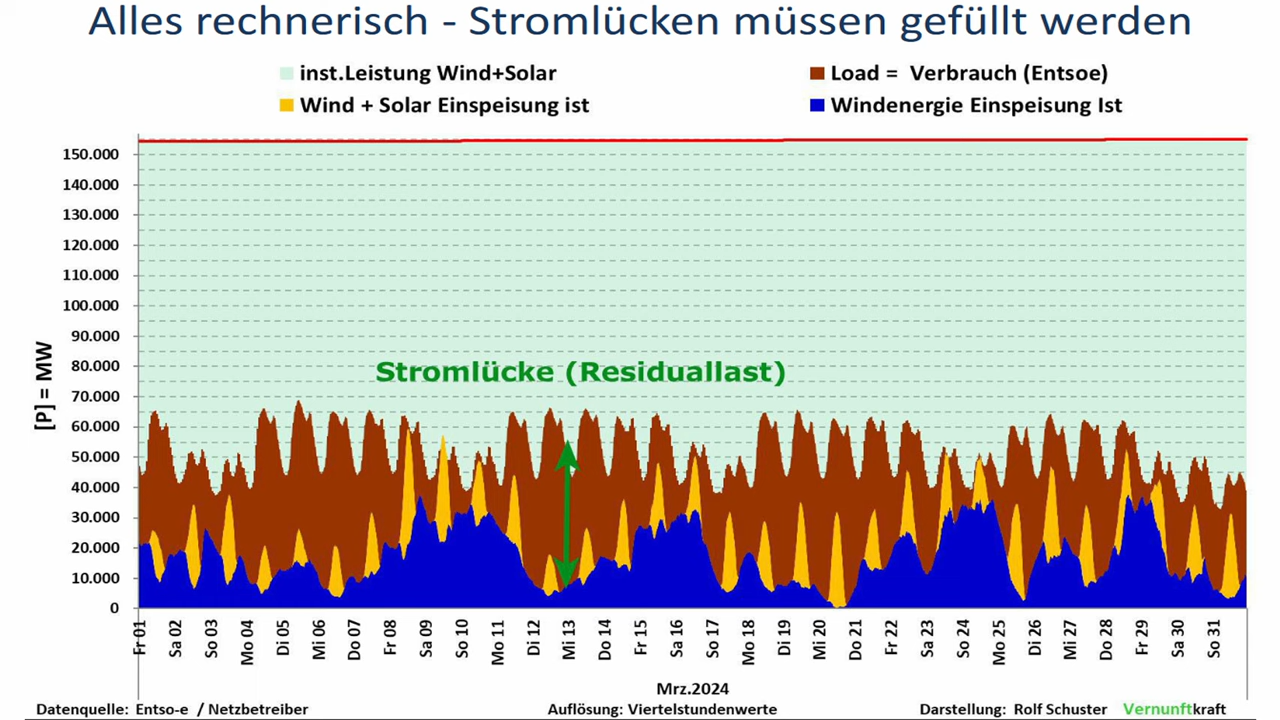 Alles rechnerisch - Stromlücken müssen gefüllt werden
inst.Leistung Wind+Solar
Load = Verbrauch (Entsoe)
Wind + Solar Einspeisung ist
Windenergie Einspeisung Ist
[P] = MW
150.000
140.000
130.000
120.000
110.000
100.000
90.000
80.000
70.000
60.000
50.000
40.000
30.000
20.000
10.000
0
Stromlücke (Residuallast)
Fr 01
Sa 02
So 03
Mo 04
Di 05
Mi 06
Do 07
Fr 08
Sa 09
So 10
Mo 11
Di 12
Mi 13
Do 14
Fr 15
Sa 16
So 17
Mo 18
Di 19
Mi 20
Do 21
Fr 22
Sa 23
So 24
Mo 25
Di 26
Mi 27
Do 28
Fr 29
Sa 30
So 31
Mrz.2024
Datenquelle: Entso-e / Netzbetreiber
Auflösung: Viertelstundenwerte
Darstellung: Rolf Schuster Vernunftkraft